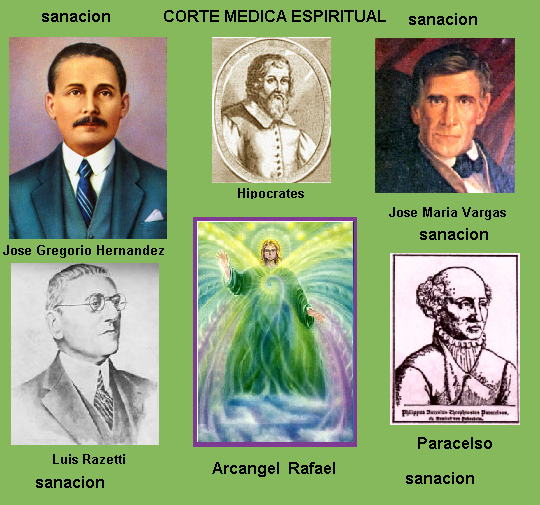 sanacion
CORTE MEDICA ESPIRITUAL
sanacion
Hipocrates
Jose Maria Vargas
Jose Gregorio Hernandez
sanacion
Philippus Aureolus Theophrastus Paracelsus,
Luis Razetti
Arcangel Rafael
Paracelso
sanacion
sanacion